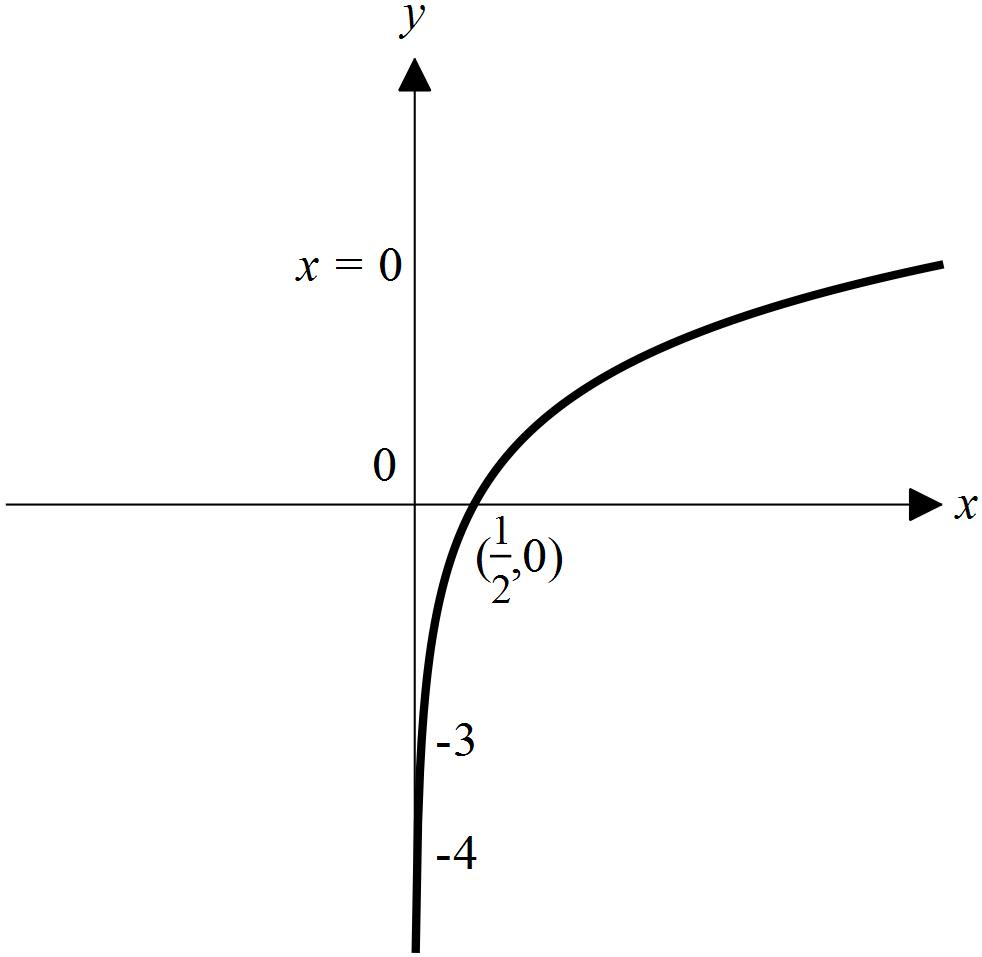 y
x = 0
0
x
(1/2,0)
-3
-4